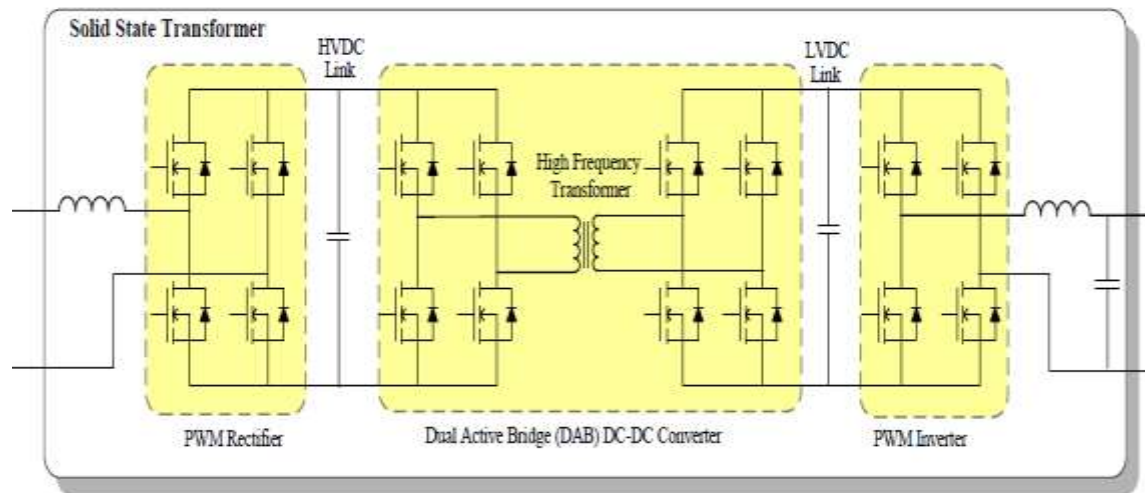 Solid State Transformer
HVDC
Link
LVDC
Link
High Frequency
Transformer
PWM Rectifier
Dual Active Bridge (DAB) DC-DC Converter
PWM Inverter